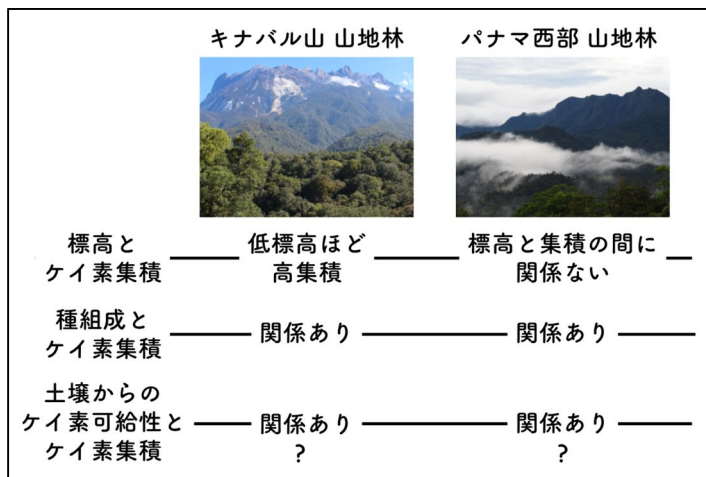 キナバル山 山地林
パナマ西部 山地林
標高と
ケイ素集積
低標高ほど
高集積
標高と集積の間に
関係ない
種組成と
ケイ素集積
関係あり
関係あり
土壌からの
ケイ素可給性と
ケイ素集積
関係あり
?
関係あり
?